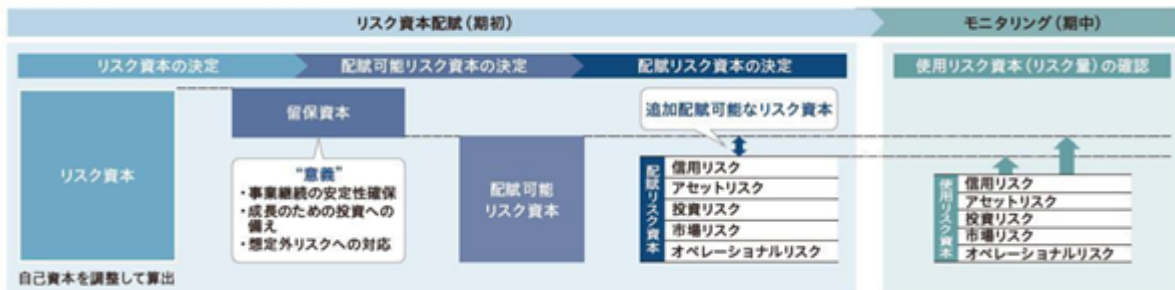 リスク資本配賦(期初)
モニタリング(期中)
リスク資本の決定
配賦可能リスク資本の決定
配賦リスク資本の決定
使用リスク資本(リスク量)の確認
リスク資本
自己資本を調整して算出
留保資本
“意義”
・事業継続の安定性確保
・成長のための投資への
備え
・想定外リスクへの対応
配賦可能
リスク資本
追加配賦可能なリスク資本
配賦リスク資本
信用リスク
アセットリスク
投資リスク
市場リスク
オペレーショナルリスク
使用リスク資本
信用リスク
アセットリスク
投資リスク
市場リスク
オペレーショナルリスク